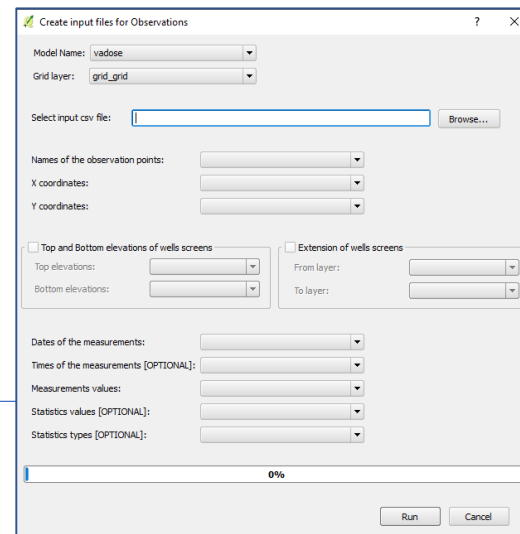 Create input files for Observations ? ×
Model Name: vadose
Grid layer: grid_grid
Select input csv file: Browse...
Names of the observation points:
X coordinates:
Y coordinates:
Top and Bottom elevations of wells screens Extension of wells screens
Top elevations: From layer:
Bottom elevations: To layer:
Dates of the measurements:
Times of the measurements [OPTIONAL]:
Measurements values:
Statistics values [OPTIONAL]:
Statistics types [OPTIONAL]:
0%
Run Cancel